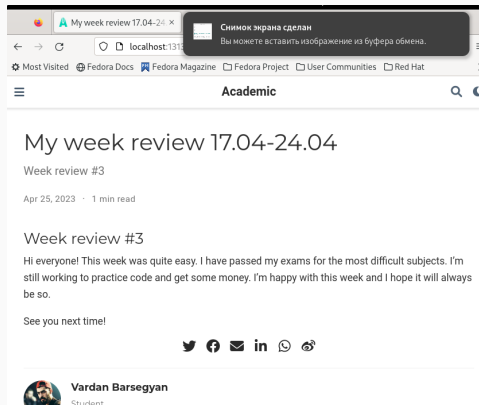 My week review 17.04-24
Снимок экрана сделан
Вы можете вставить изображение из буфера обмена.
localhost:131
Most Visited Fedora Docs Fedora Magazine Fedora Project User Communities Red Hat
Academic
My week review 17.04-24.04
Week review #3
Apr 25, 2023 · 1 min read
Week review #3
Hi everyone! This week was quite easy. I have passed my exams for the most difficult subjects. I'm
still working to practice code and get some money. I'm happy with this week and I hope it will always
be so.
See you next time!
Vardan Barsegyan
Student